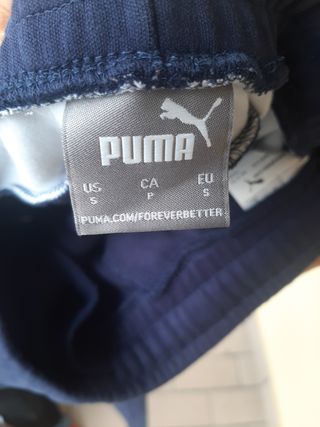 PUMA
US CA EU
S P S
PUMA.COM/FOREVERBETTER